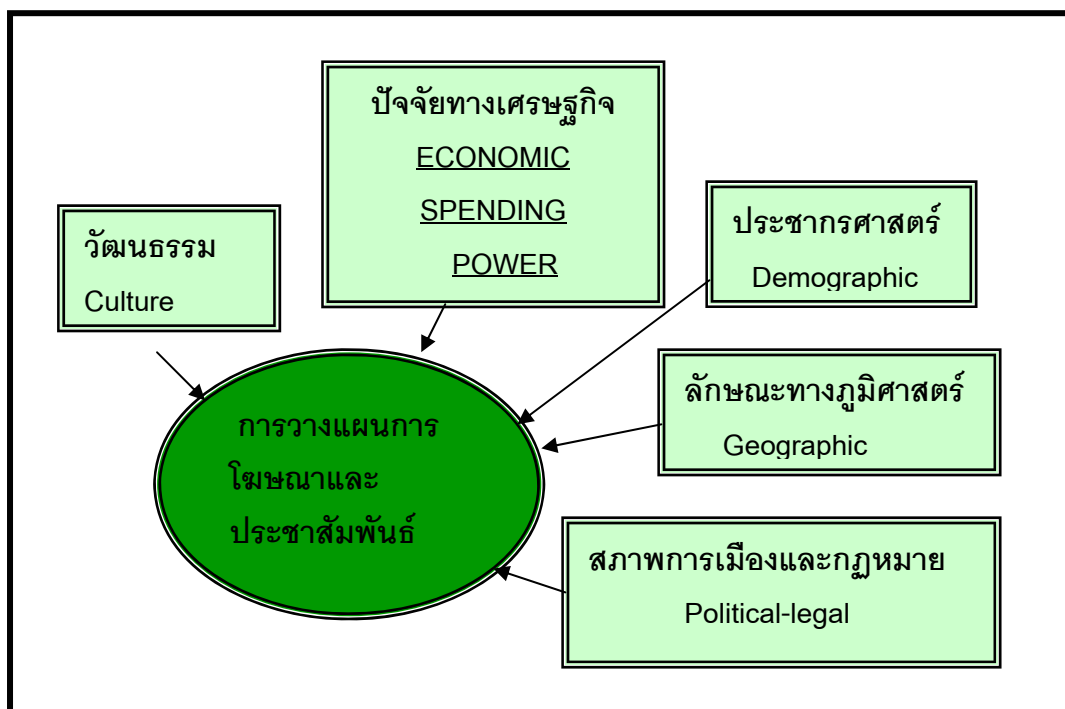 ปัจจัยทางเศรษฐกิจ
ECONOMIC
SPENDING
POWER
วัฒนธรรม
Culture
ประชากรศาสตร์
Demographic
ลักษณะทางภูมิศาสตร์
Geographic
การวางแผนการ
โฆษณาและ
ประชาสัมพันธ์
สภาพการเมืองและกฎหมาย
Political-legal